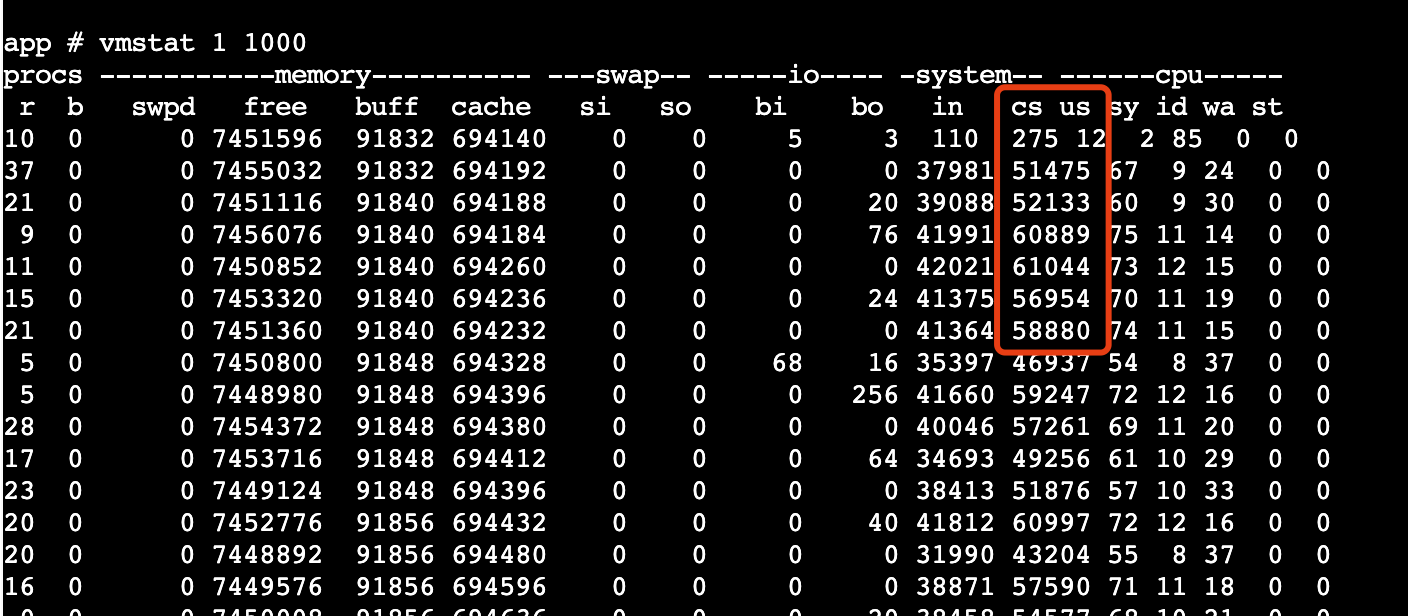 app # vmstat 1 1000
procs -----------memory---------- ---swap-- -----io---- -system-- ------cpu-----
r b swpd free buff cache si so bi bo in cs us sy id wa st
10 0 0 7451596 91832 694140 0 0 5 3 110 275 12 2 85 0 0
37 0 0 7455032 91832 694192 0 0 0 0 37981 51475 67 9 24 0 0
21 0 0 7451116 91840 694188 0 0 0 20 39088 52133 60 9 30 0 0
9 0 0 7456076 91840 694184 0 0 0 76 41991 60889 75 11 14 0 0
11 0 0 7450852 91840 694260 0 0 0 0 42021 61044 73 12 15 0 0
15 0 0 7453320 91840 694236 0 0 0 24 41375 56954 70 11 19 0 0
21 0 0 7451360 91840 694232 0 0 0 0 41364 58880 74 11 15 0 0
5 0 0 7450800 91848 694328 0 0 68 16 35397 46937 54 8 37 0 0
5 0 0 7448980 91848 694396 0 0 0 256 41660 59247 72 12 16 0 0
28 0 0 7454372 91848 694380 0 0 0 0 40046 57261 69 11 20 0 0
17 0 0 7453716 91848 694412 0 0 0 64 34693 49256 61 10 29 0 0
23 0 0 7449124 91848 694396 0 0 0 0 38413 51876 57 10 33 0 0
20 0 0 7452776 91856 694432 0 0 0 40 41812 60997 72 12 16 0 0
20 0 0 7448892 91856 694480 0 0 0 0 31990 43204 55 8 37 0 0
16 0 0 7449576 91856 694596 0 0 0 0 38871 57590 71 11 18 0 0